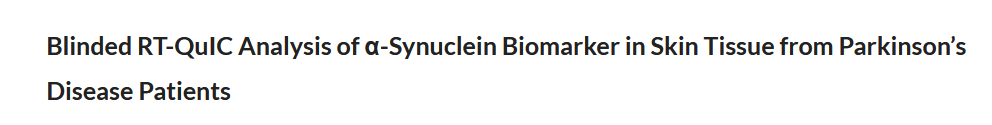 Blinded RT-QuIC Analysis of α-Synuclein Biomarker in Skin Tissue from Parkinson’s
Disease Patients